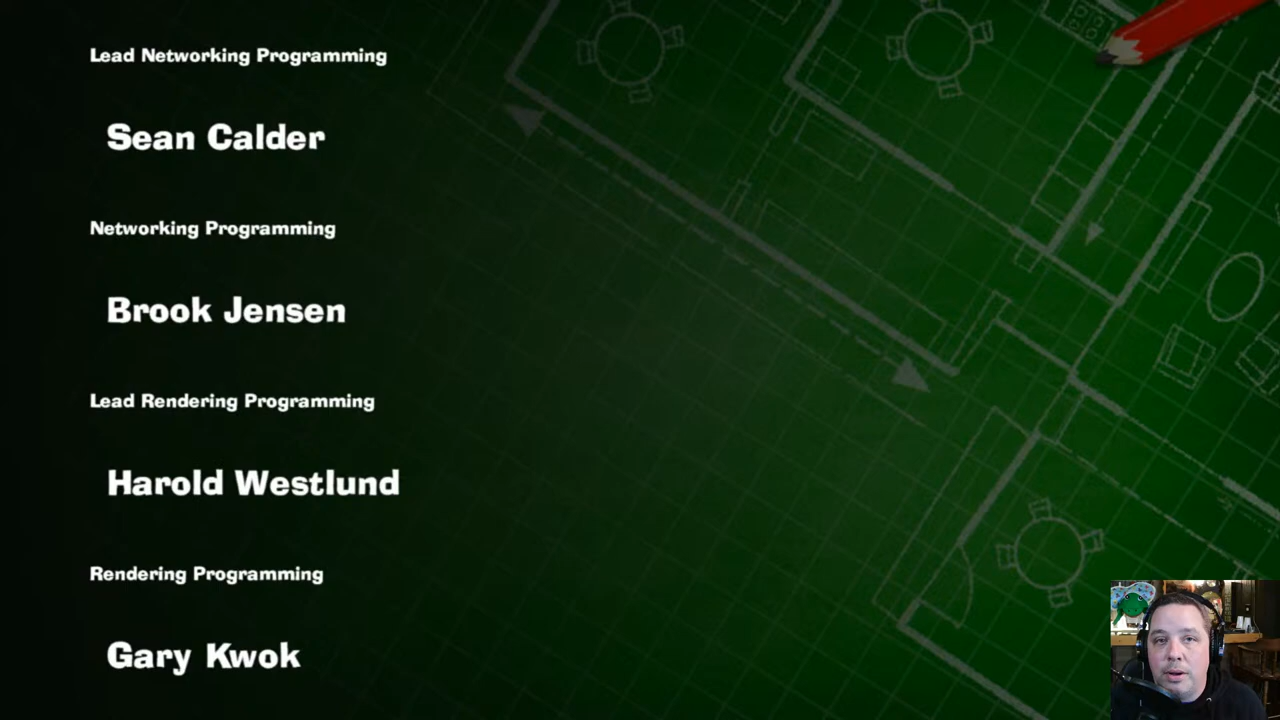 Lead Networking Programming
Sean Calder
Networking Programming
Brook Jensen
Lead Rendering Programming
Harold Westlund
Rendering Programming
Gary Kwok